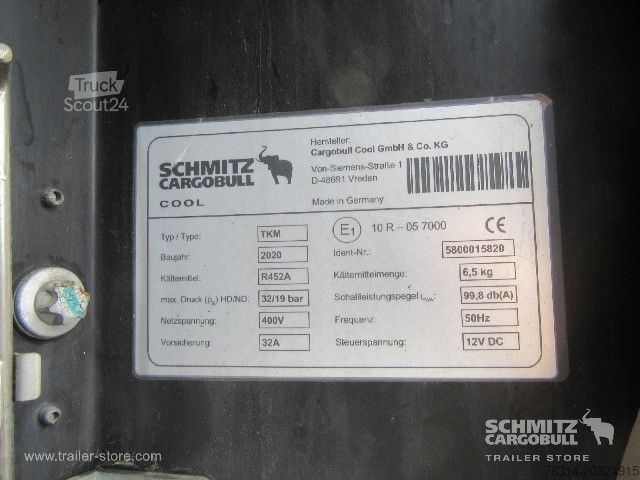 Truck
Scout24
SCHMITZ
CARGOBULL
COOL
Hersteller:
Cargobull Cool GmbH & Co. KG
Von-Siemens-Straße 1
D-48691 Vreden
Made in Germany
Typ / Type: TKM
E1 10 R – 05 7000 CE
Baujahr: 2020 Ident-Nr.: 5800015820
Kältemittel: R452A Kältemittelmenge: 6,5 kg
max. Druck (ps) HD/ND: 32/19 bar Schallleistungspegel LWA: 99,8 db(A)
Netzspannung: 400V Frequenz: 50Hz
Vorsicherung: 32A Steuerspannung: 12V DC
www.trailer-store.com
SCHMITZ
CARGOBULL
TRAILER STORE